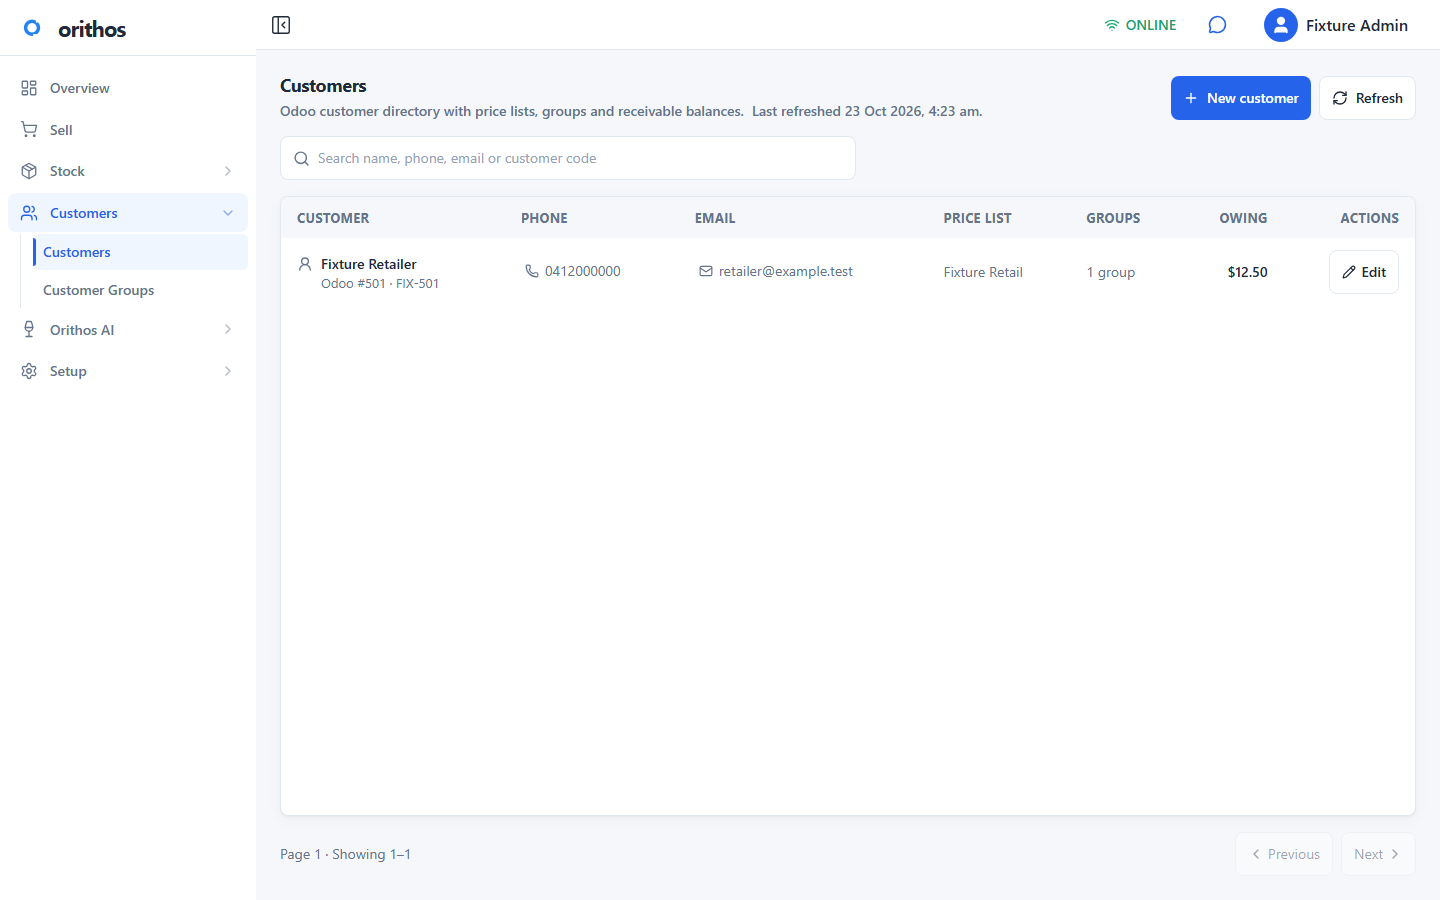 orithos
ONLINE
Fixture Admin
Overview
Sell
Stock
Customers
Customers
Customer Groups
Orithos AI
Setup
Customers
Odoo customer directory with price lists, groups and receivable balances. Last refreshed 23 Oct 2026, 4:23 am.
New customer
Refresh
Search name, phone, email or customer code
CUSTOMER PHONE EMAIL PRICE LIST GROUPS OWING ACTIONS
Fixture Retailer 0412000000 retailer@example.test Fixture Retail 1 group $12.50 Edit
Odoo #501 · FIX-501
Page 1 · Showing 1–1
Previous
Next